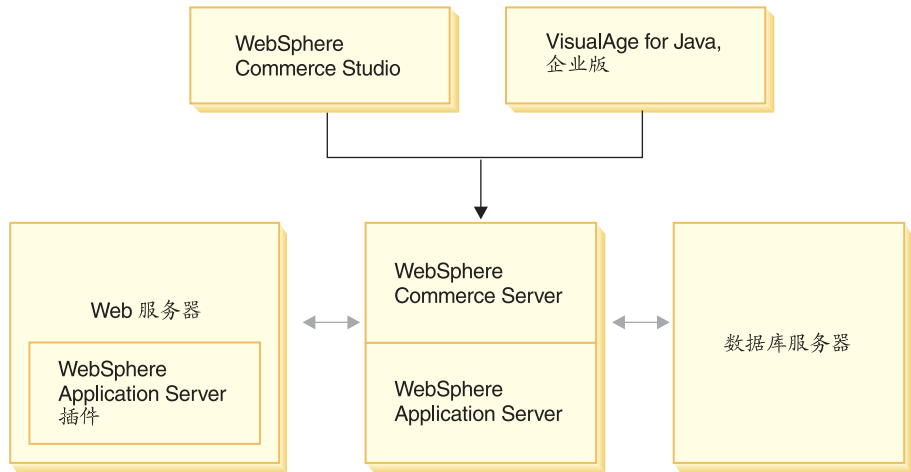 WebSphere
Commerce Studio
VisualAge for Java,
企业版
Web 服务器
WebSphere
Application Server
插件
WebSphere
Commerce Server
WebSphere
Application Server
数据库服务器